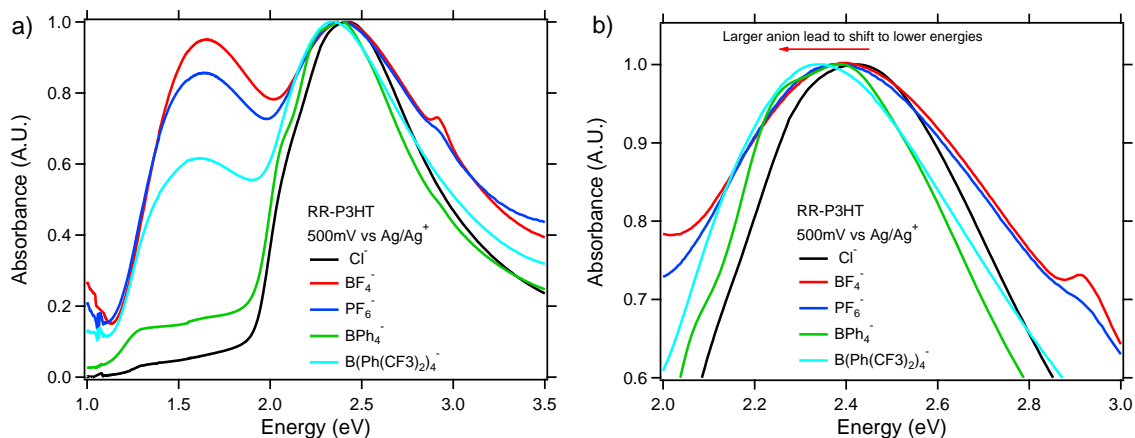 a)
1.0
0.8
0.6
0.4
0.2
0.0
Absorbance (A.U.)
1.0
1.5
2.0
2.5
3.0
3.5
Energy (eV)
RR-P3HT
500mV vs Ag/Ag⁺
Cl⁻
BF₄⁻
PF₆⁻
BPh₄⁻
B(Ph(CF3)₂)₄⁻
b)
Larger anion lead to shift to lower energies
1.0
0.9
0.8
0.7
0.6
Absorbance (A.U.)
2.0
2.2
2.4
2.6
2.8
3.0
Energy (eV)
RR-P3HT
500mV vs Ag/Ag⁺
Cl⁻
BF₄⁻
PF₆⁻
BPh₄⁻
B(Ph(CF3)₂)₄⁻